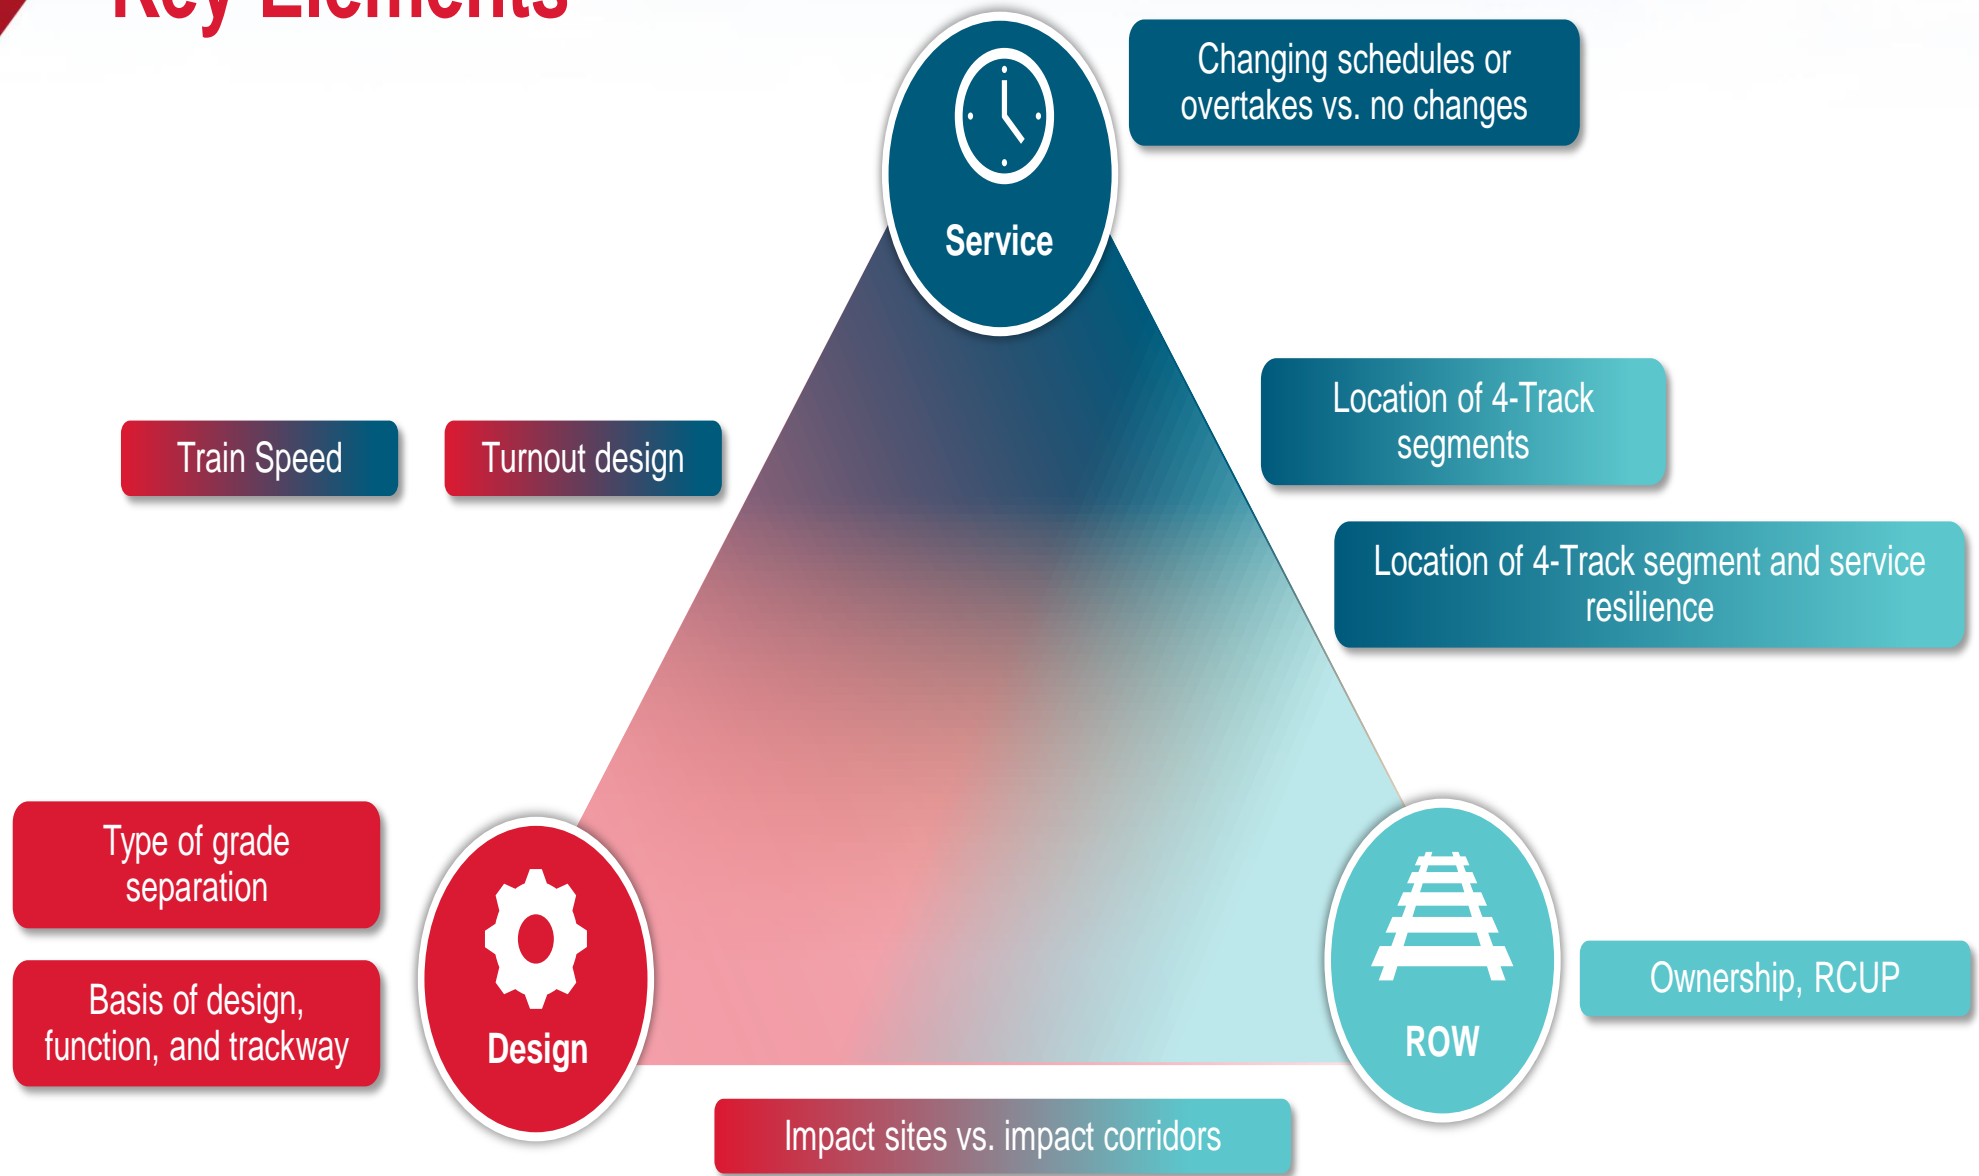 Key Elements
Changing schedules or
overtakes vs. no changes
Service
Location of 4-Track
segments
Train Speed
Turnout design
Location of 4-Track segment and service
resilience
Type of grade
separation
Basis of design,
function, and trackway
Design
ROW
Ownership, RCUP
Impact sites vs. impact corridors